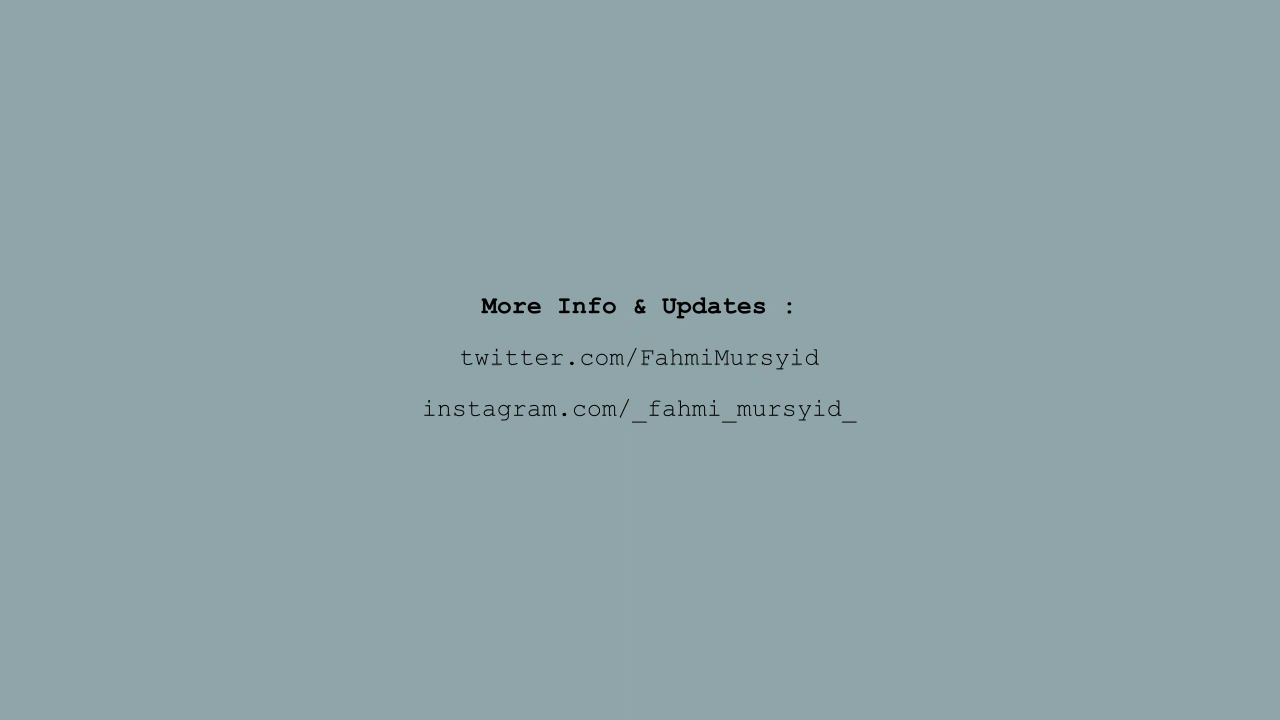 More Info & Updates :
twitter.com/FahmiMursyid
instagram.com/_fahmi_mursyid_